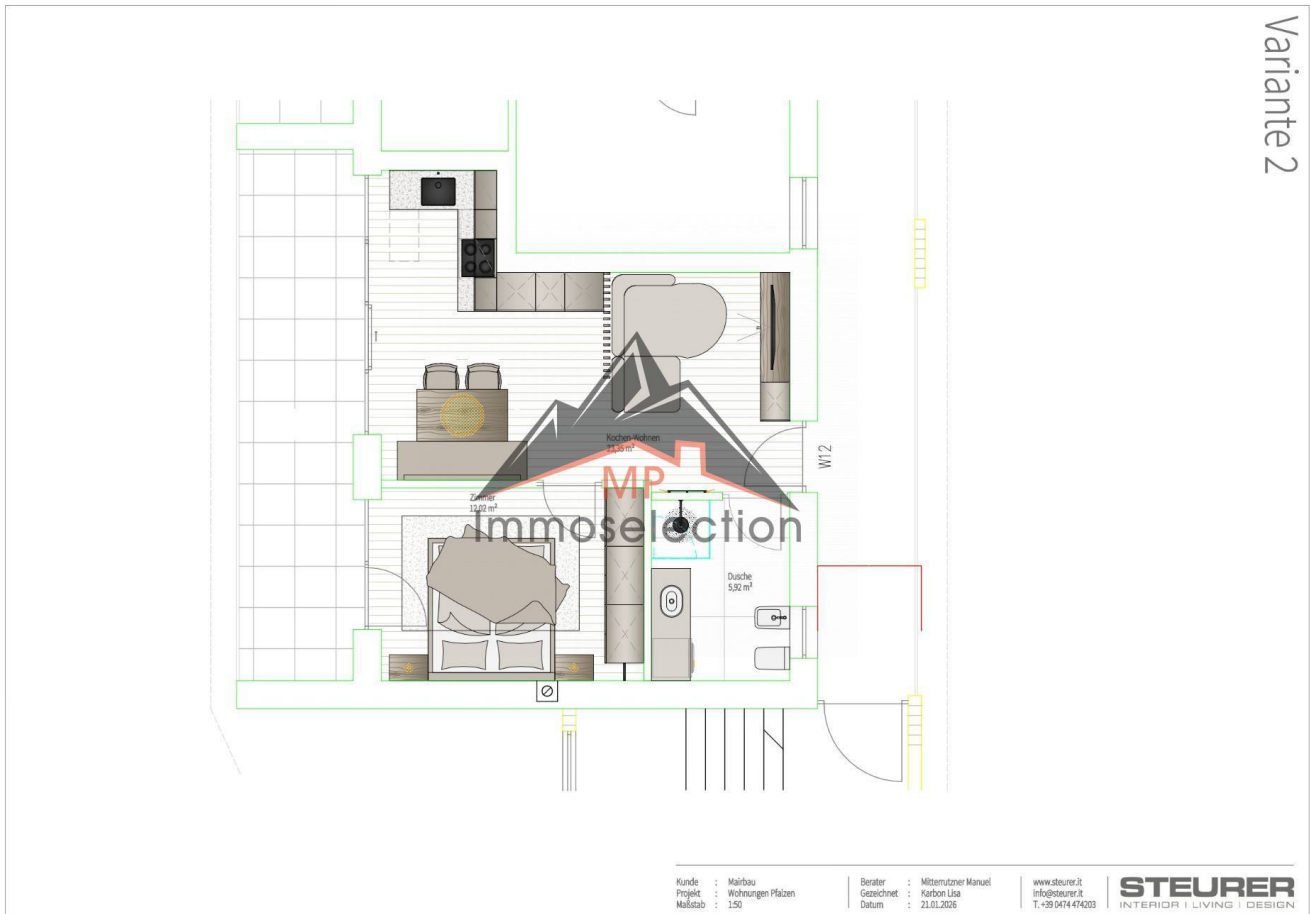 Variante 2
Kochen-Wohnen
W12
MP
Zimmer
12,02 m²
Immoselection
Dusche
5,92 m²
Kunde : Mairbau
Projekt : Wohnungen Pfalzen
Maßstab : 1:50
Berater : Mitterrutzner Manuel
Gezeichnet : Karbon Lisa
Datum : 21.01.2026
www.steurer.it
info@steurer.it
T. +39 0474 474203
STEURER
INTERIOR | LIVING | DESIGN